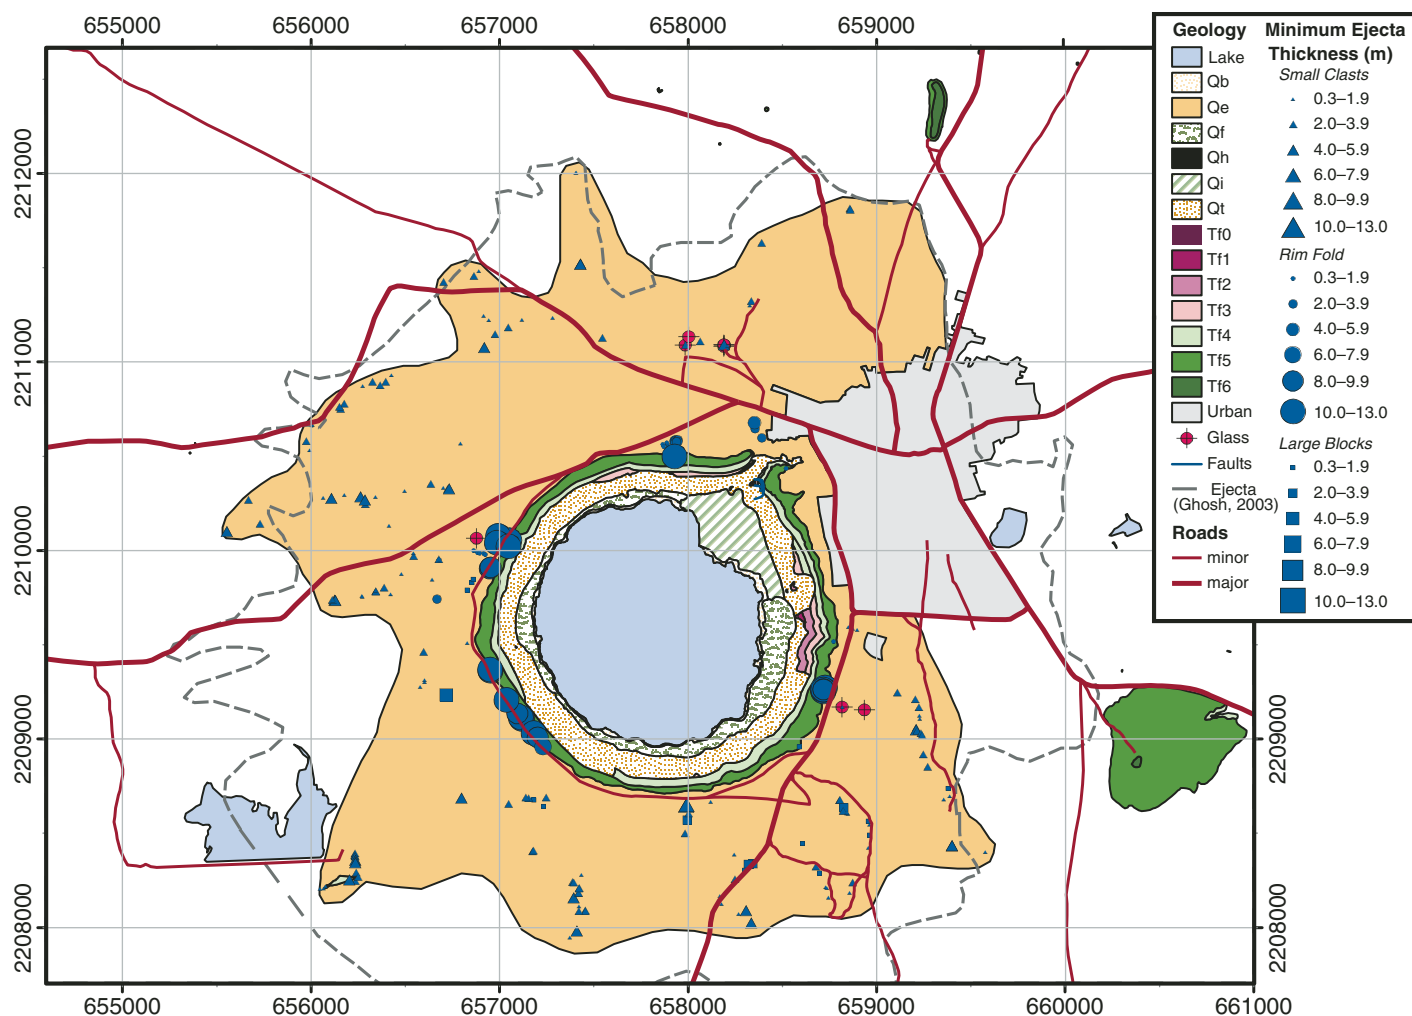 655000 656000 657000 658000 659000
2212000
2211000
2210000
2209000
2208000
Geology
Lake
Qb
Qe
Qf
Qh
Qi
Qt
Tf0
Tf1
Tf2
Tf3
Tf4
Tf5
Tf6
Urban
Glass
Faults
Ejecta
(Ghosh, 2003)
Roads
minor
major
Minimum Ejecta
Thickness (m)
Small Clasts
0.3–1.9
2.0–3.9
4.0–5.9
6.0–7.9
8.0–9.9
10.0–13.0
Rim Fold
0.3–1.9
2.0–3.9
4.0–5.9
6.0–7.9
8.0–9.9
10.0–13.0
Large Blocks
0.3–1.9
2.0–3.9
4.0–5.9
6.0–7.9
8.0–9.9
10.0–13.0
2209000
2208000
655000 656000 657000 658000 659000 660000 661000